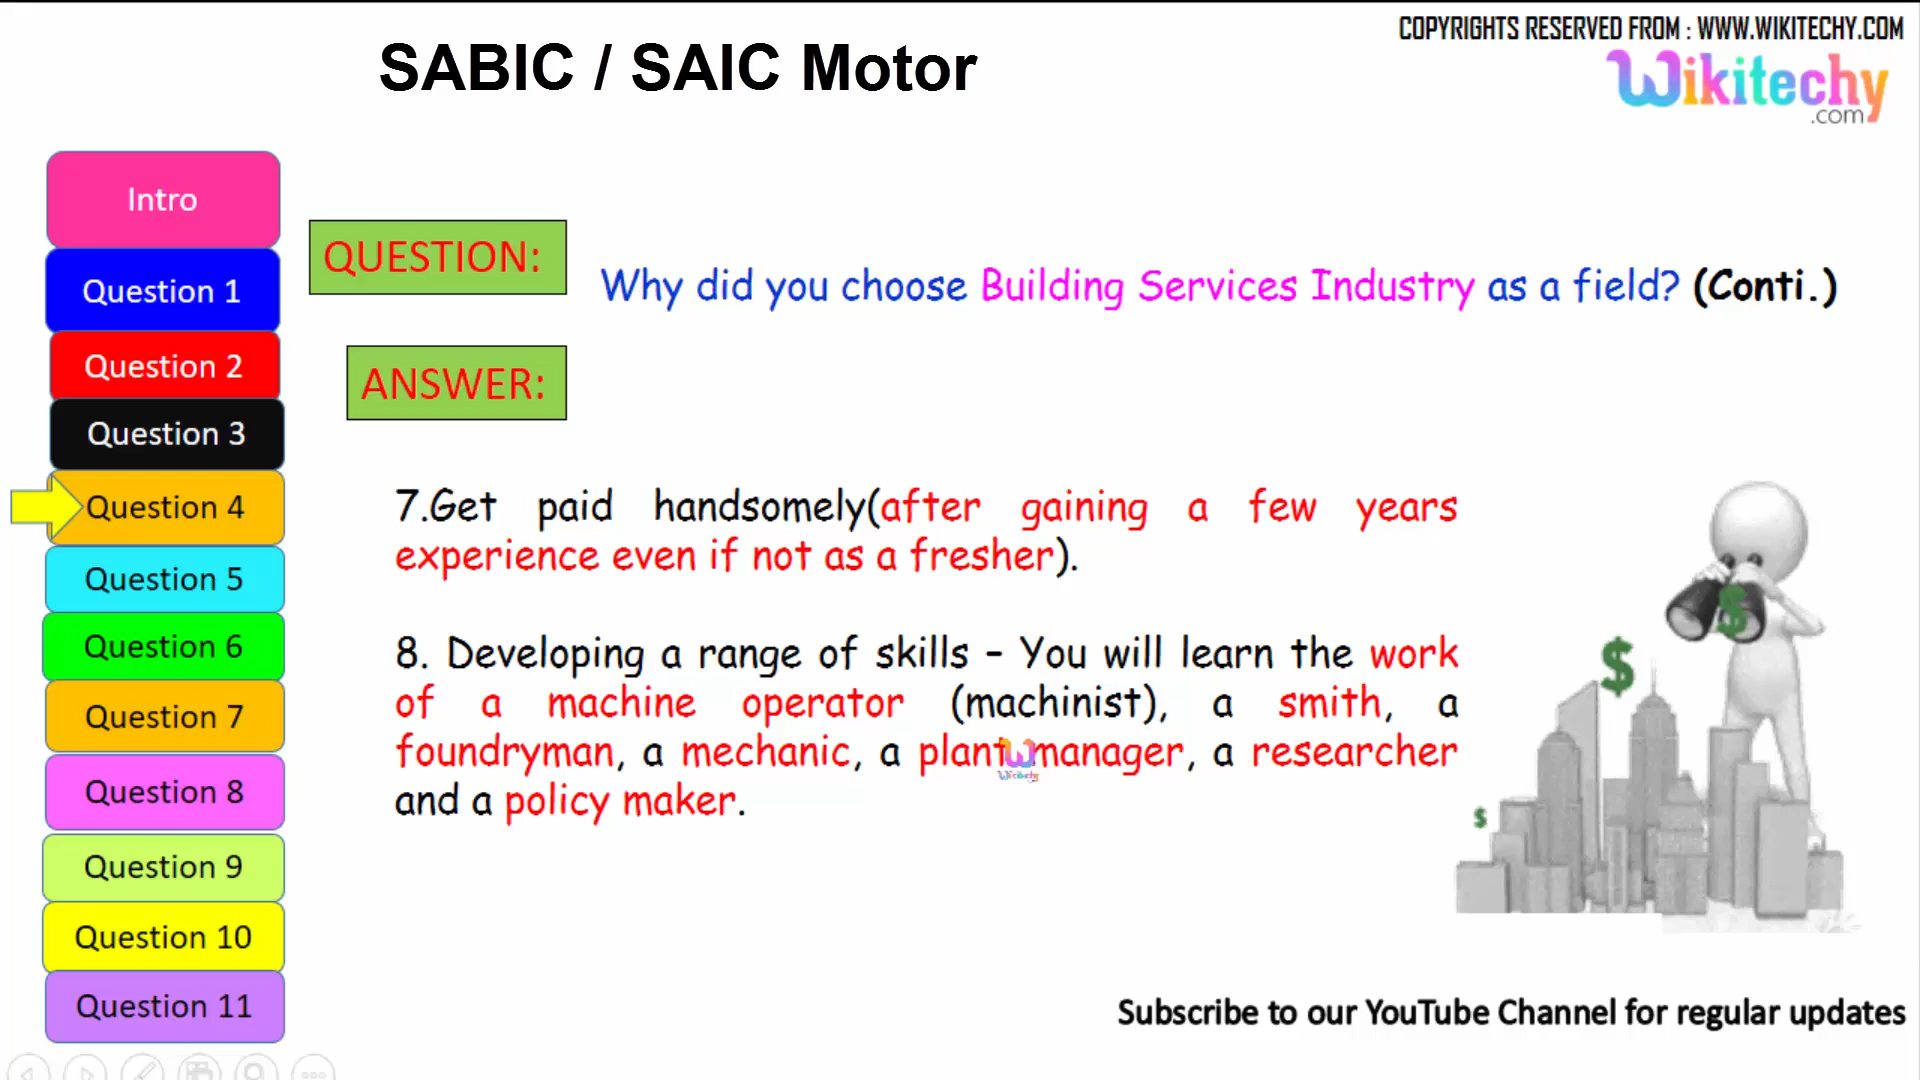 COPYRIGHTS RESERVED FROM : WWW.WIKITECHY.COM
SABIC / SAIC Motor
Wikitechy
.com
Intro
Question 1
Question 2
Question 3
Question 4
Question 5
Question 6
Question 7
Question 8
Question 9
Question 10
Question 11
QUESTION:
Why did you choose Building Services Industry as a field? (Conti.)
ANSWER:
7.Get paid handsomely(after gaining a few years
experience even if not as a fresher).
8. Developing a range of skills – You will learn the work
of a machine operator (machinist), a smith, a
foundryman, a mechanic, a plant manager, a researcher
and a policy maker.
Wikitechy
$
$
$
Subscribe to our YouTube Channel for regular updates